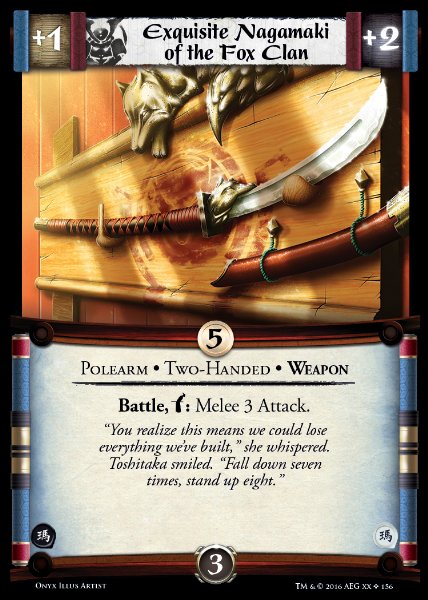 +1
Exquisite Nagamaki
of the Fox Clan
+2
5
Polearm • Two-Handed • Weapon
Battle, : Melee 3 Attack.
“You realize this means we could lose
everything we’ve built,” she whispered.
Toshitaka smiled. “Fall down seven
times, stand up eight.”
瑪
3
瑪
Onyx Illus Artist
TM & © 2016 AEG XX ❖ 156